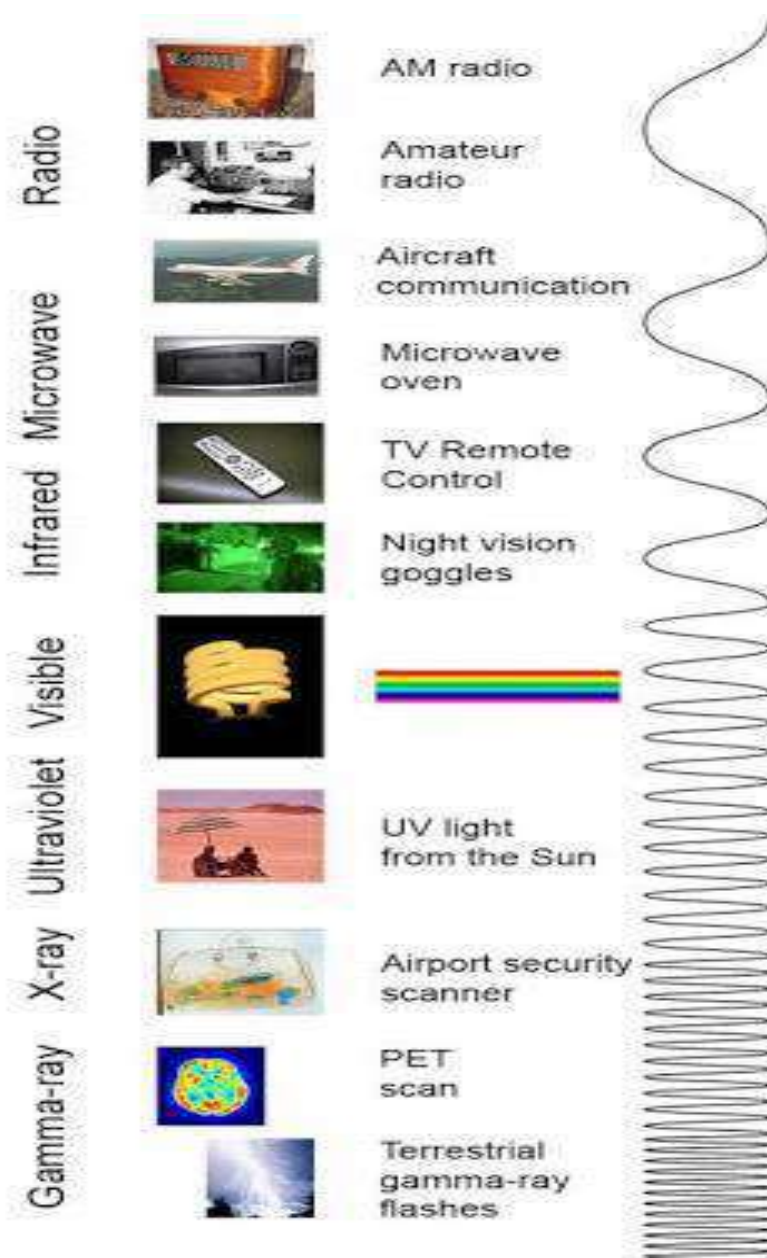 Radio
AM radio
Amateur
radio
Microwave
Aircraft
communication
Microwave
oven
Infrared
TV Remote
Control
Night vision
goggles
Visible
Ultraviolet
UV light
from the Sun
X-ray
Airport security
scanner
Gamma-ray
PET
scan
Terrestrial
gamma-ray
flashes